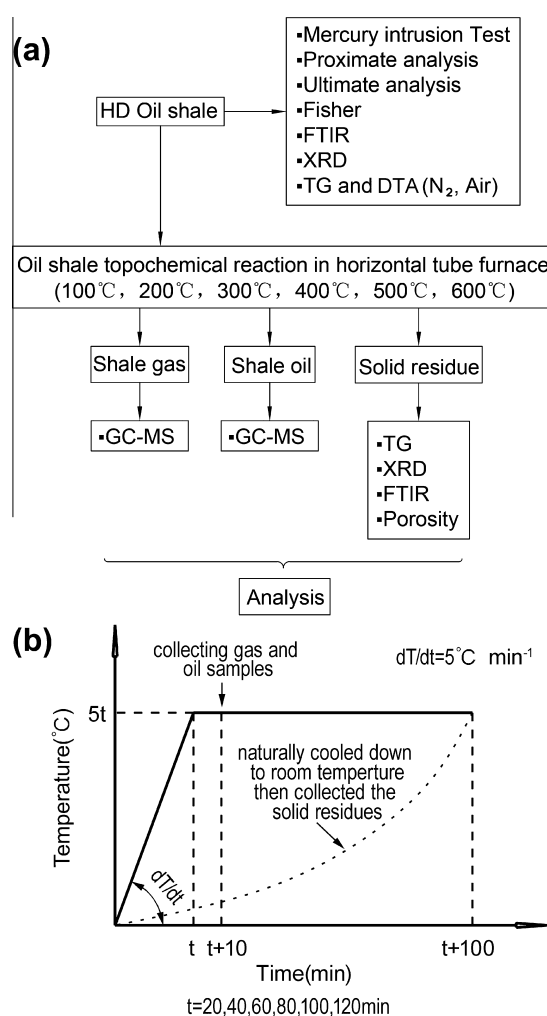 (a)
▪Mercury intrusion Test
▪Proximate analysis
▪Ultimate analysis
▪Fisher
▪FTIR
▪XRD
▪TG and DTA(N₂, Air)
HD Oil shale
Oil shale topochemical reaction in horizontal tube furnace
(100℃, 200℃, 300℃, 400℃, 500℃, 600℃)
Shale gas
Shale oil
Solid residue
▪GC-MS
▪GC-MS
▪TG
▪XRD
▪FTIR
▪Porosity
Analysis
(b)
collecting gas and
oil samples
dT/dt=5°C min⁻¹
5t
Temperature(°C)
naturally cooled down
to room temperture
then collected the
solid residues
dT/dt
t
t+10
t+100
Time(min)
t=20,40,60,80,100,120min